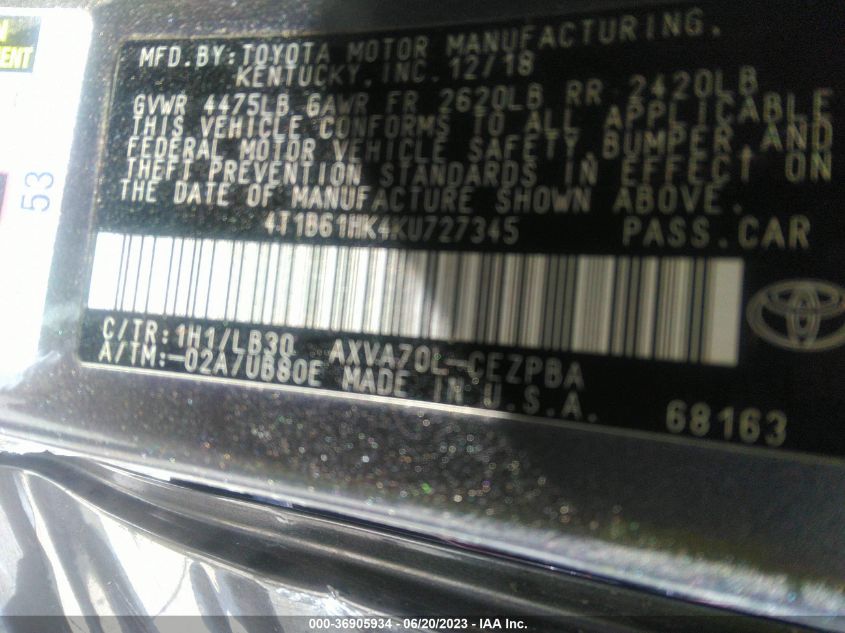 MENT
53
MFD. BY: TOYOTA MOTOR MANUFACTURING,
KENTUCKY, INC. 12/18
GVWR 4475LB GAWR FR 2620LB RR 2420LB
THIS VEHICLE CONFORMS TO ALL APPLICABLE
FEDERAL MOTOR VEHICLE SAFETY, BUMPER, AND
THEFT PREVENTION STANDARDS IN EFFECT ON
THE DATE OF MANUFACTURE SHOWN ABOVE.
4T1B61HK4KU727345 PASS.CAR
C/TR:1H1/LB30 AXVA70L-CEZPBA
A/TM:-02A/UB80E MADE IN U.S.A.
68163
000-36905934 - 06/20/2023 - IAA Inc.